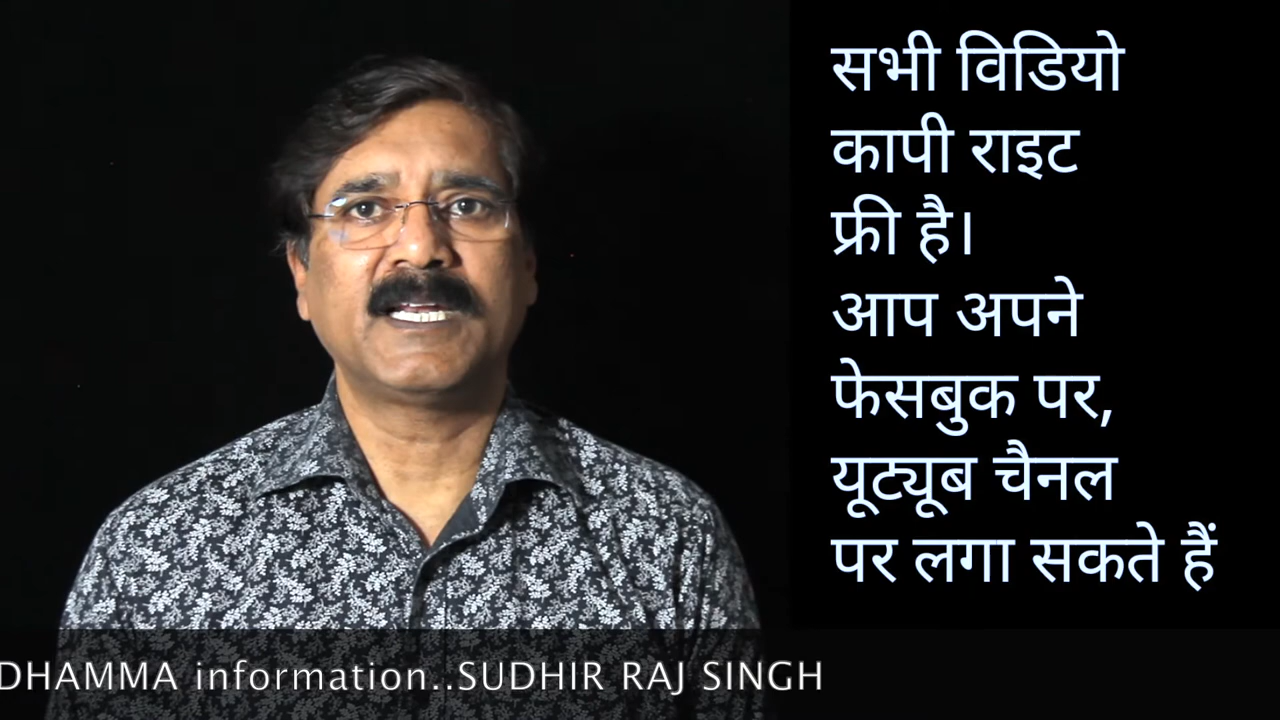 सभी विडियो
कापी राइट
फ्री है।
आप अपने
फेसबुक पर,
यूट्यूब चैनल
पर लगा सकते हैं
DHAMMA information..SUDHIR RAJ SINGH